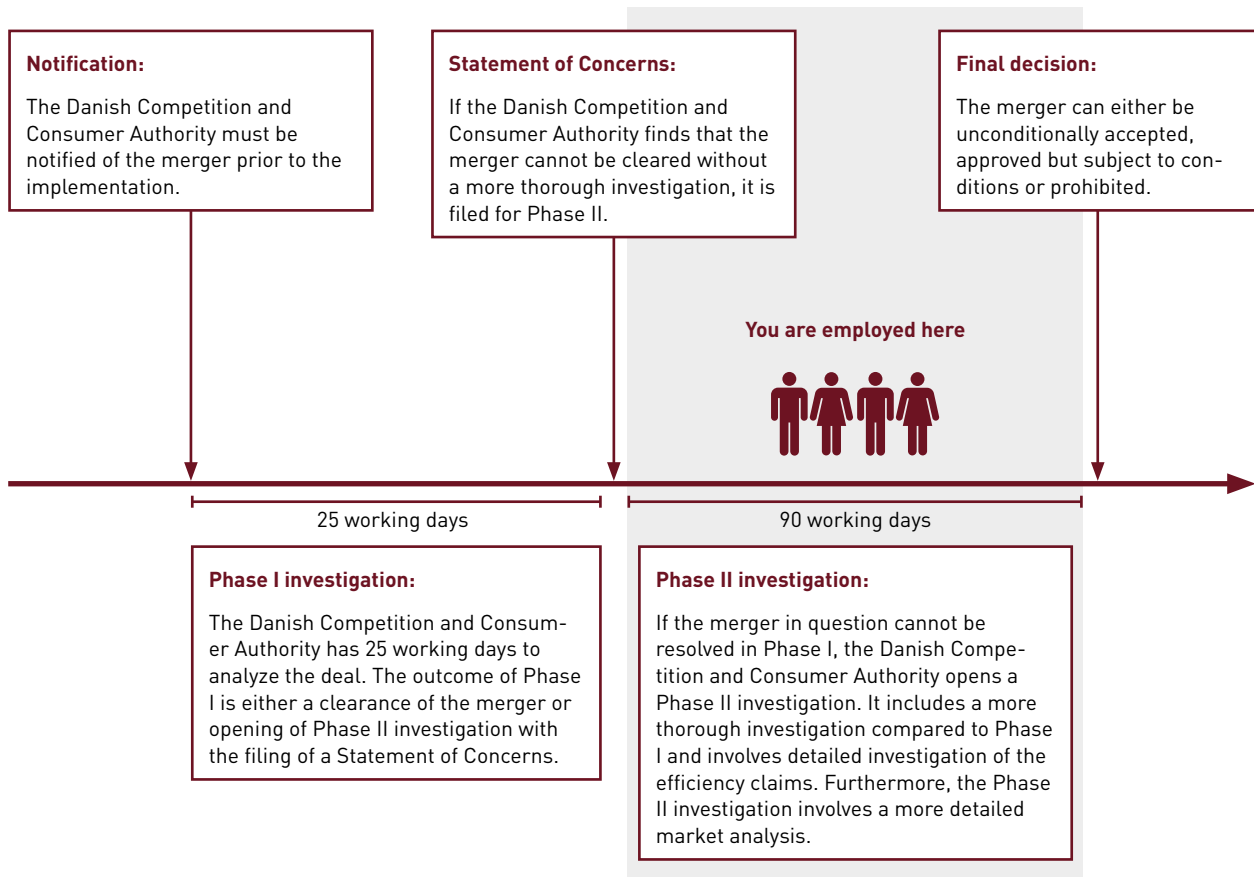 Notification:
The Danish Competition and
Consumer Authority must be
notified of the merger prior to the
implementation.
Statement of Concerns:
If the Danish Competition and
Consumer Authority finds that the
merger cannot be cleared without
a more thorough investigation, it is
filed for Phase II.
Final decision:
The merger can either be
unconditionally accepted,
approved but subject to con-
ditions or prohibited.
You are employed here
25 working days
90 working days
Phase I investigation:
The Danish Competition and Consum-
er Authority has 25 working days to
analyze the deal. The outcome of Phase
I is either a clearance of the merger or
opening of Phase II investigation with
the filing of a Statement of Concerns.
Phase II investigation:
If the merger in question cannot be
resolved in Phase I, the Danish Compe-
tition and Consumer Authority opens a
Phase II investigation. It includes a more
thorough investigation compared to Phase
I and involves detailed investigation of the
efficiency claims. Furthermore, the Phase
II investigation involves a more detailed
market analysis.